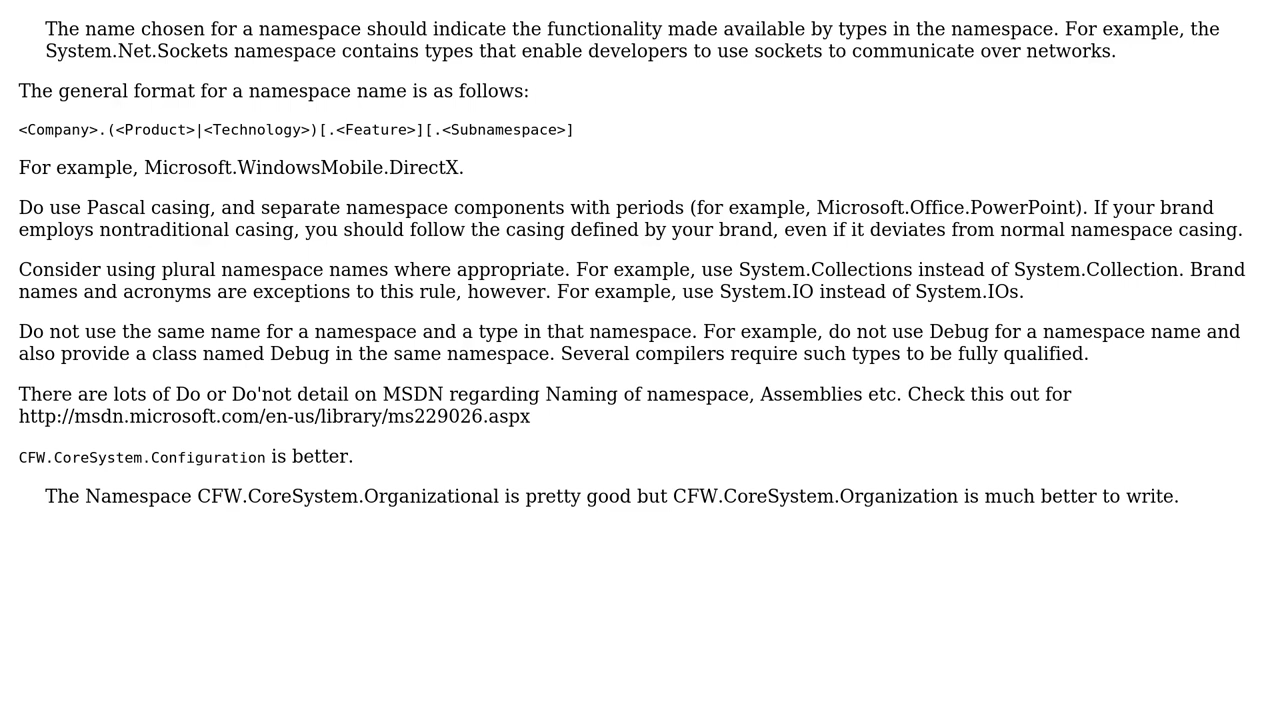 The name chosen for a namespace should indicate the functionality made available by types in the namespace. For example, the
System.Net.Sockets namespace contains types that enable developers to use sockets to communicate over networks.
The general format for a namespace name is as follows:
<Company>.(<Product>|<Technology>)[.<Feature>][.<Subnamespace>]
For example, Microsoft.WindowsMobile.DirectX.
Do use Pascal casing, and separate namespace components with periods (for example, Microsoft.Office.PowerPoint). If your brand
employs nontraditional casing, you should follow the casing defined by your brand, even if it deviates from normal namespace casing.
Consider using plural namespace names where appropriate. For example, use System.Collections instead of System.Collection. Brand
names and acronyms are exceptions to this rule, however. For example, use System.IO instead of System.IOs.
Do not use the same name for a namespace and a type in that namespace. For example, do not use Debug for a namespace name and
also provide a class named Debug in the same namespace. Several compilers require such types to be fully qualified.
There are lots of Do or Do'not detail on MSDN regarding Naming of namespace, Assemblies etc. Check this out for
http://msdn.microsoft.com/en-us/library/ms229026.aspx
CFW.CoreSystem.Configuration is better.
The Namespace CFW.CoreSystem.Organizational is pretty good but CFW.CoreSystem.Organization is much better to write.